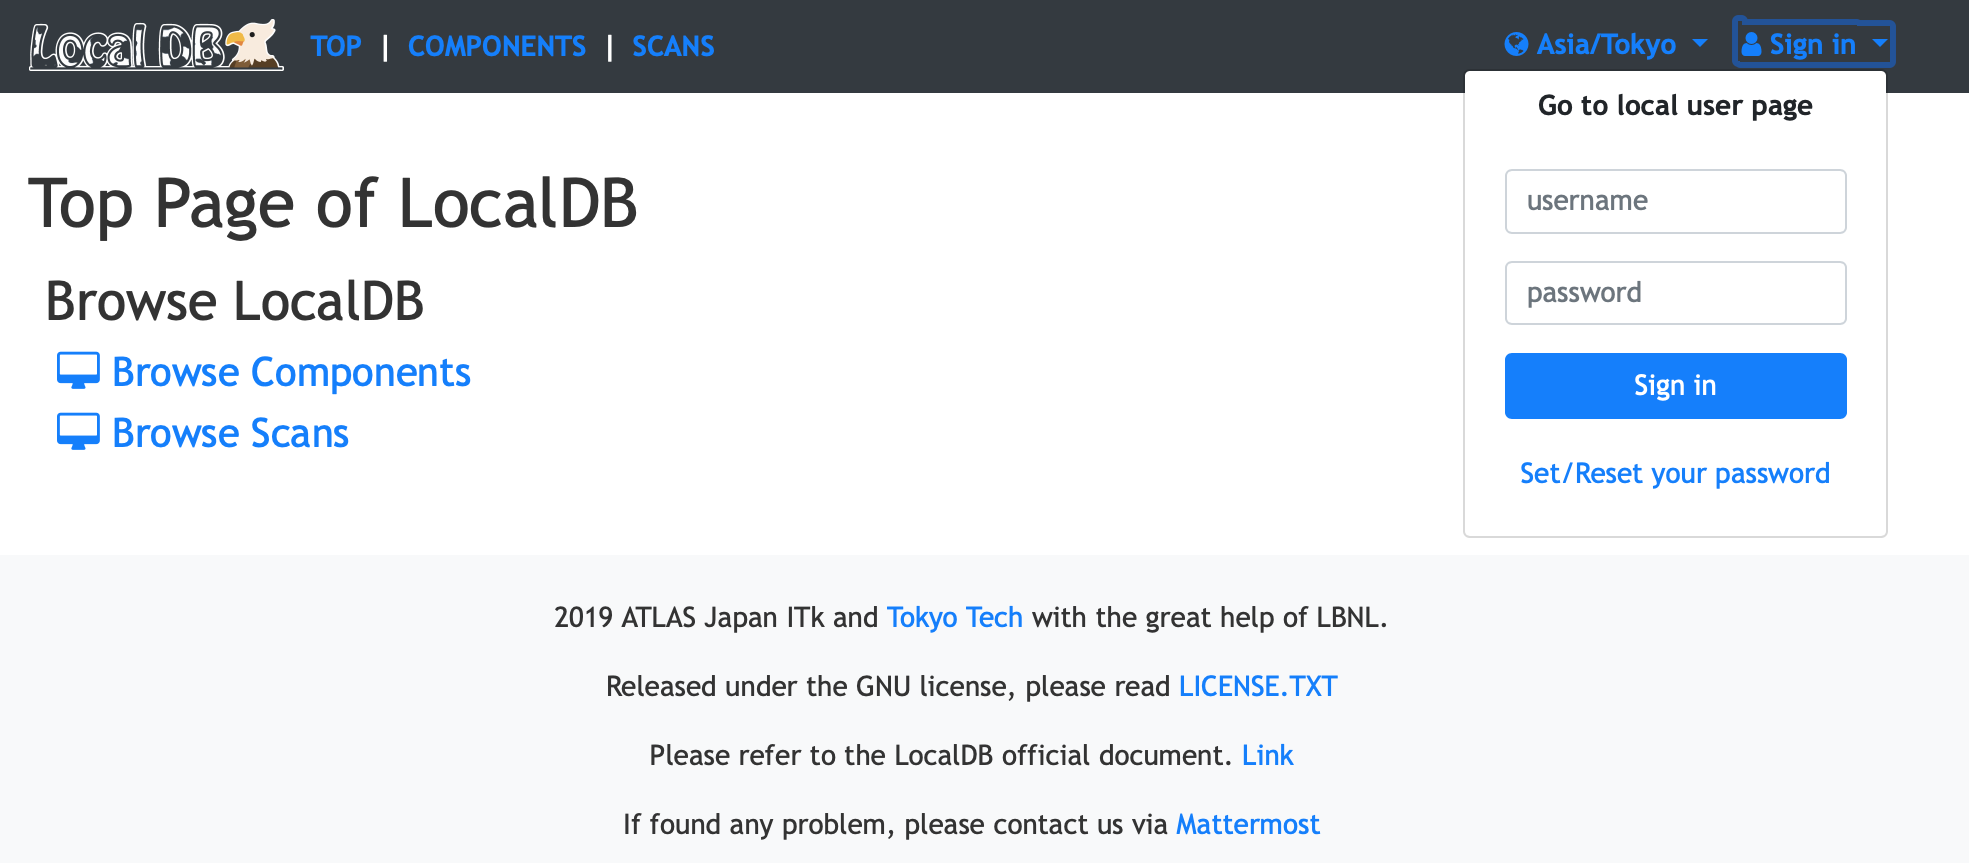 Local DB TOP | COMPONENTS | SCANS Asia/Tokyo Sign in
Go to local user page
username
password
Sign in
Set/Reset your password
Top Page of LocalDB
Browse LocalDB
Browse Components
Browse Scans
2019 ATLAS Japan ITk and Tokyo Tech with the great help of LBNL.
Released under the GNU license, please read LICENSE.TXT
Please refer to the LocalDB official document. Link
If found any problem, please contact us via Mattermost